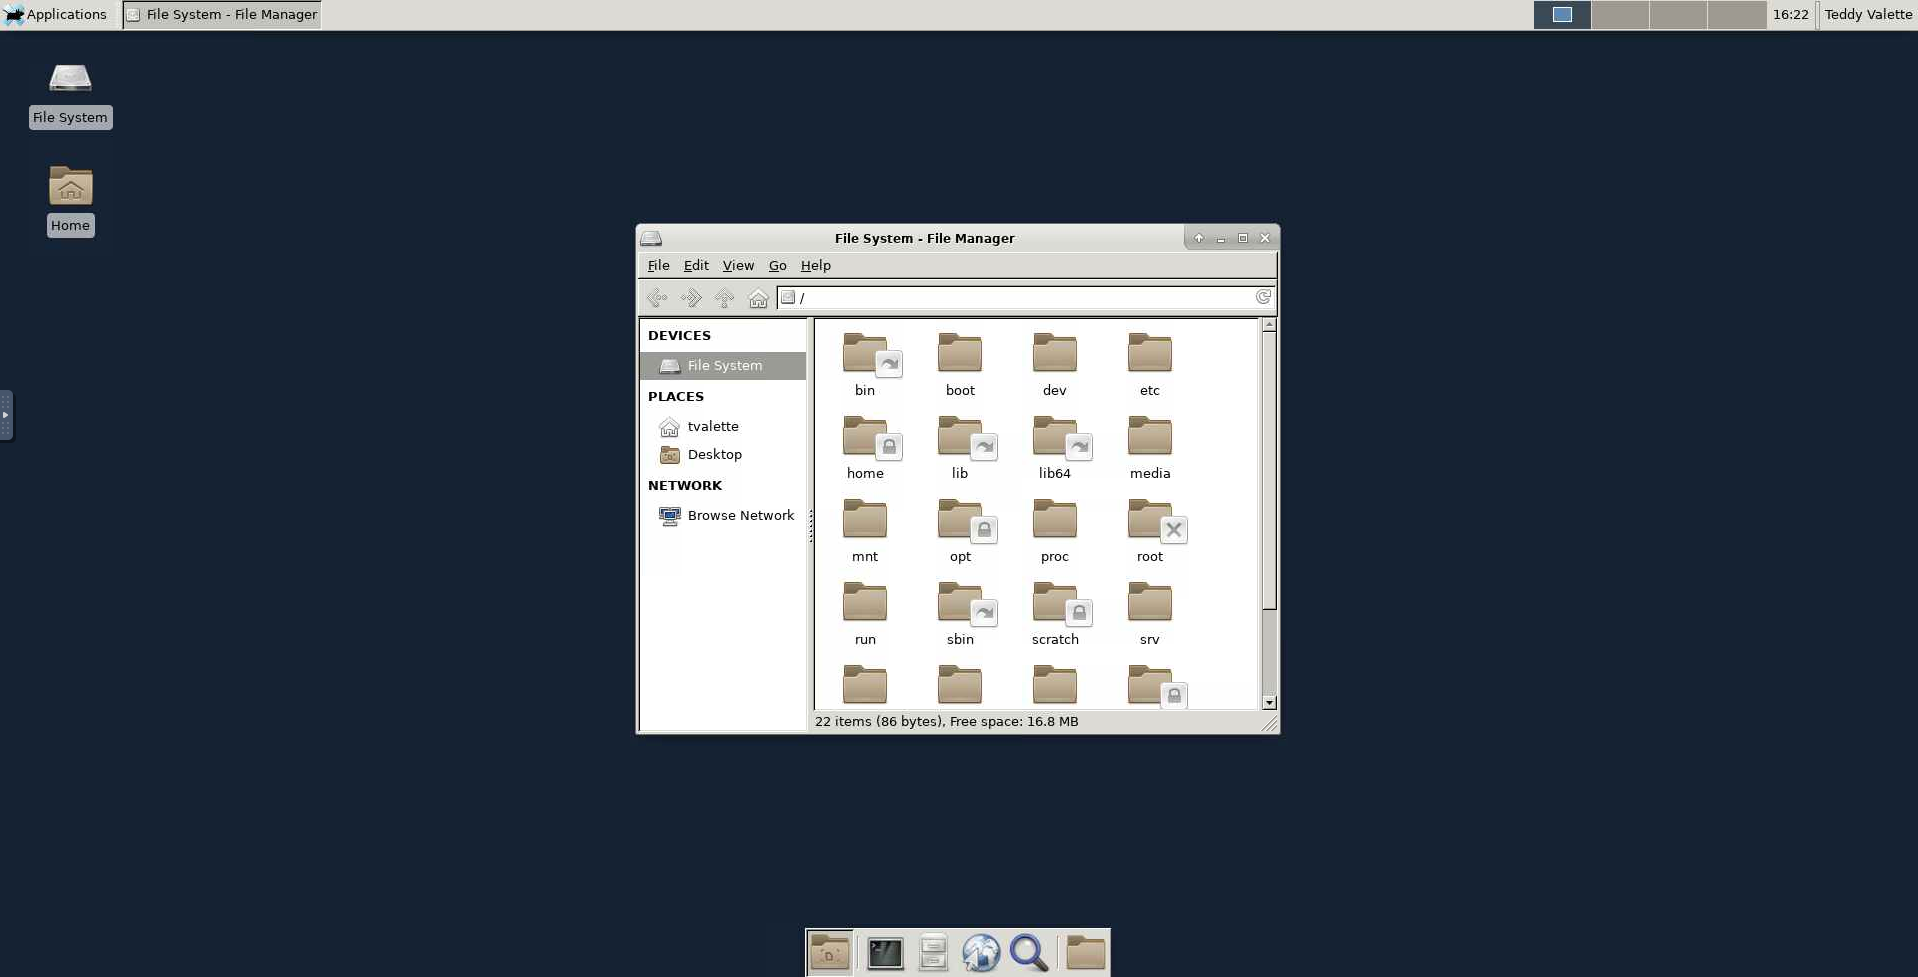 Applications
File System - File Manager
16:22
Teddy Valette
File System
Home
File System - File Manager
File Edit View Go Help
/
DEVICES
File System
PLACES
tvalette
Desktop
NETWORK
Browse Network
bin boot dev etc
home lib lib64 media
mnt opt proc root
run sbin scratch srv
22 items (86 bytes), Free space: 16.8 MB